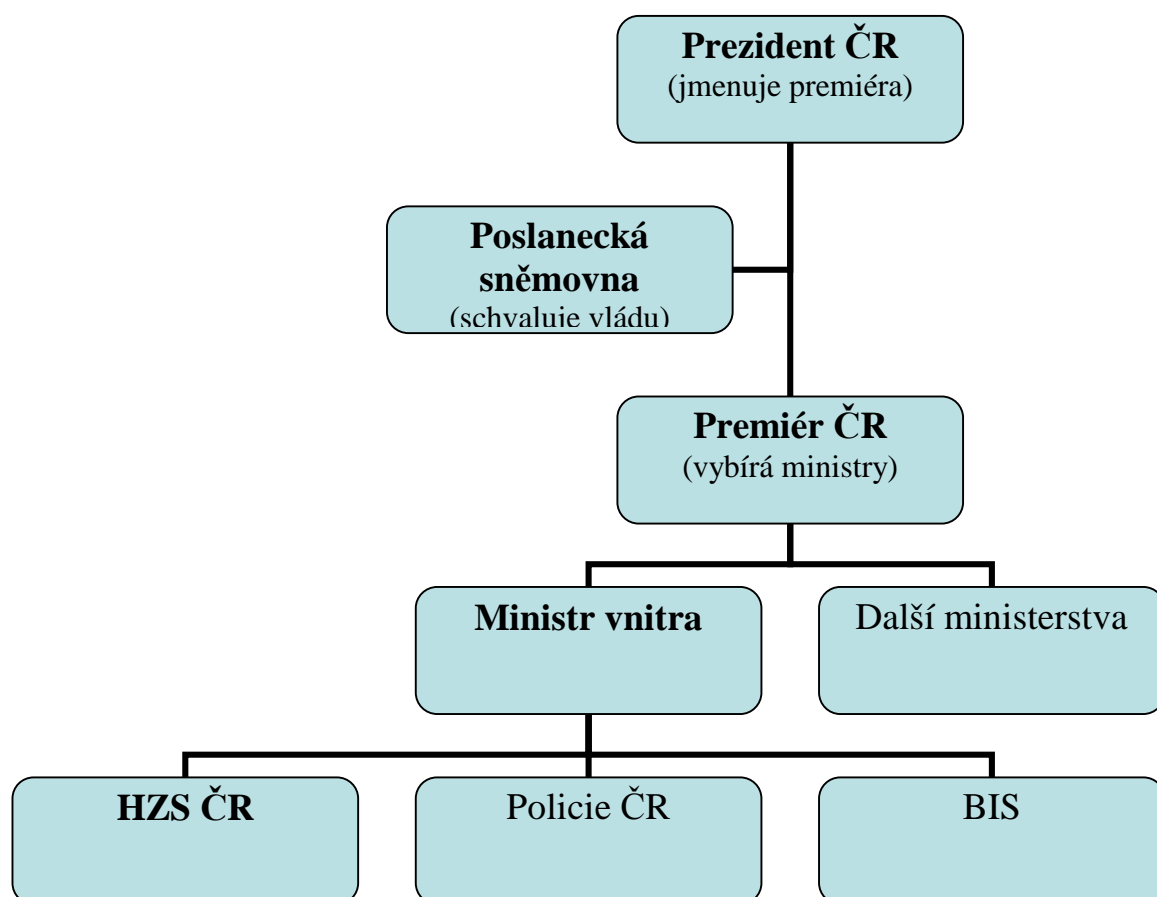 Prezident ČR
(jmenuje premiéra)
Poslanecká
sněmovna
(schvaluje vládu)
Premiér ČR
(vybírá ministry)
Ministr vnitra
Další ministerstva
HZS ČR
Policie ČR
BIS